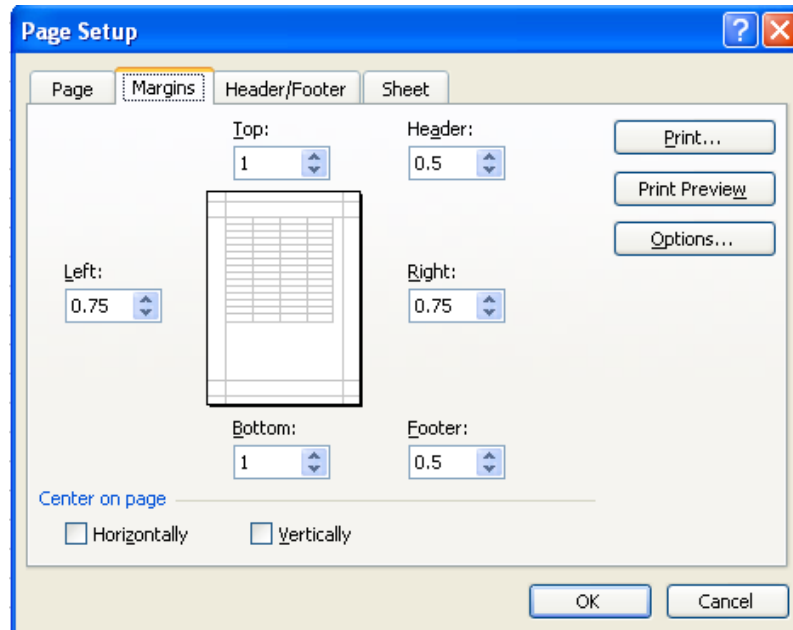 Page Setup
Page Margins Header/Footer Sheet
Top: Header:
1 0.5
Print...
Print Preview
Options...
Left: Right:
0.75 0.75
Bottom: Footer:
1 0.5
Center on page
Horizontally Vertically
OK Cancel